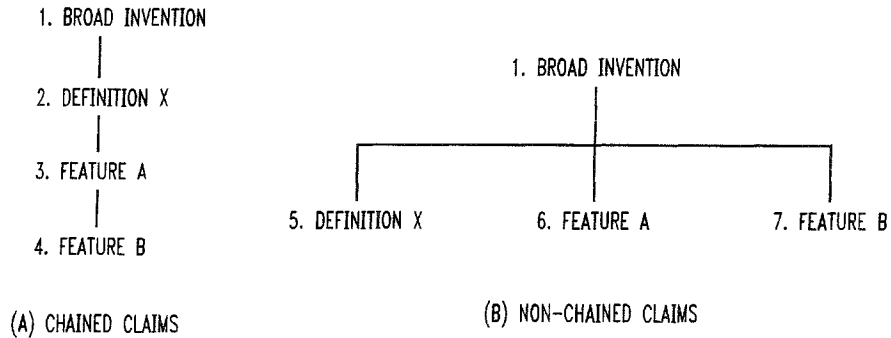 1. BROAD INVENTION
2. DEFINITION X
3. FEATURE A
4. FEATURE B
(A) CHAINED CLAIMS
1. BROAD INVENTION
5. DEFINITION X
6. FEATURE A
7. FEATURE B
(B) NON-CHAINED CLAIMS